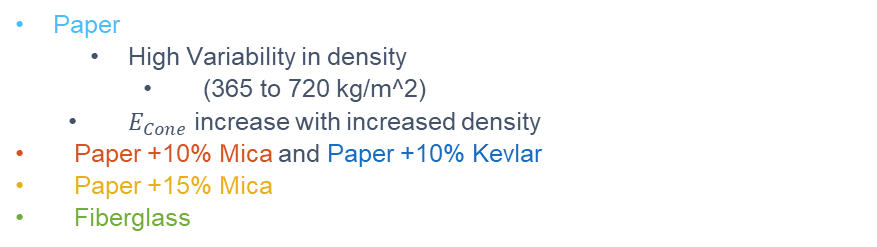 • Paper
• High Variability in density
• (365 to 720 kg/m^2)
• E_Cone increase with increased density
• Paper +10% Mica and Paper +10% Kevlar
• Paper +15% Mica
• Fiberglass